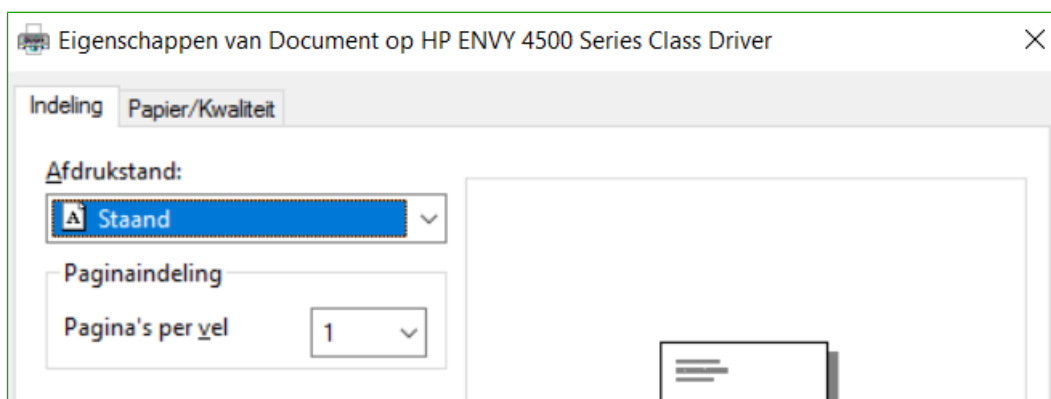 Eigenschappen van Document op HP ENVY 4500 Series Class Driver
Indeling Papier/Kwaliteit
Afdrukstand:
A Staand
Paginaindeling
Pagina's per vel 1